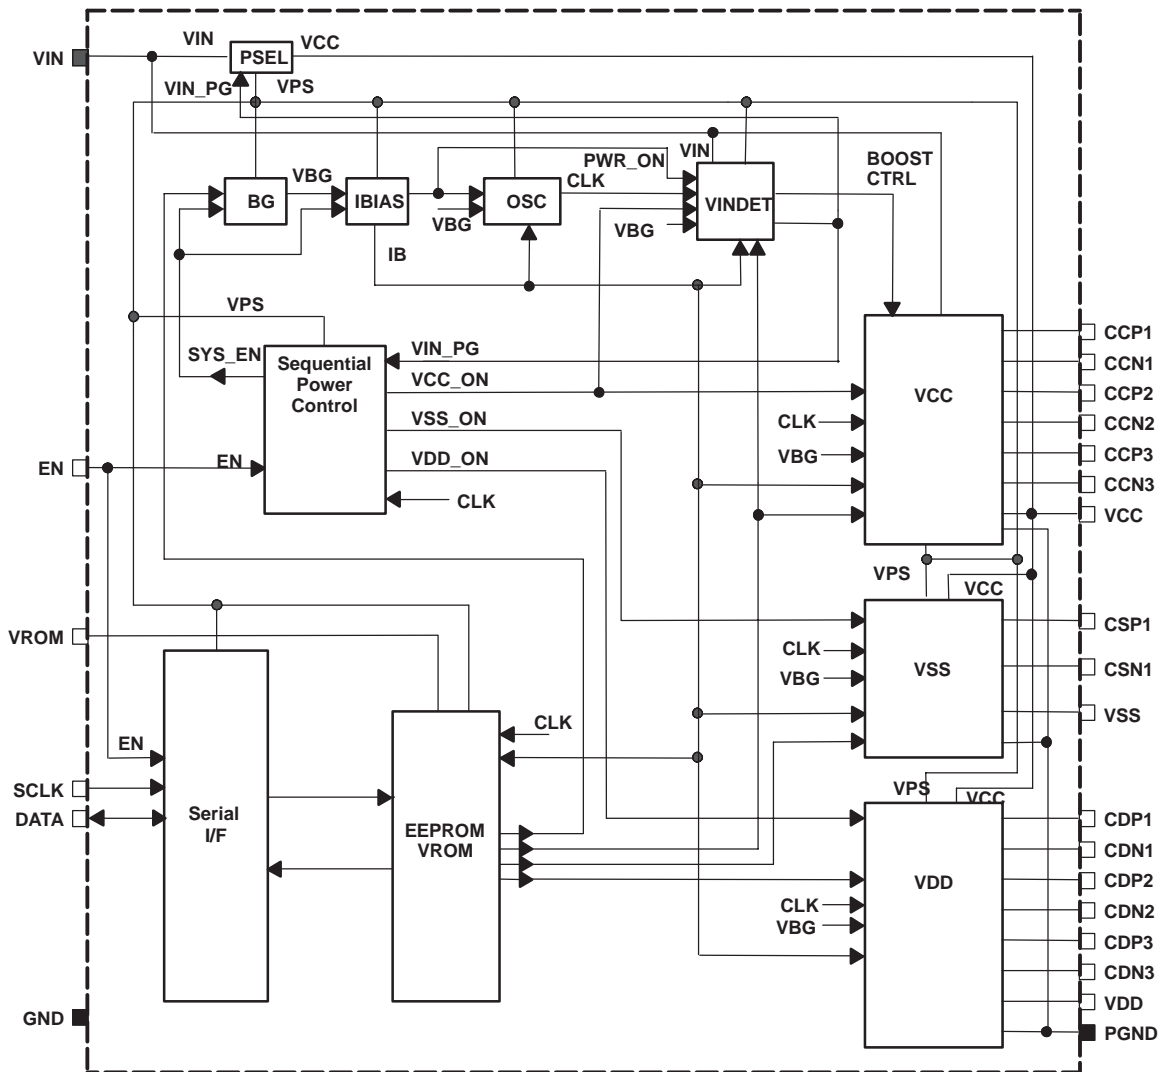 VIN
VIN
PSEL
VCC
VIN_PG
VPS
BG
VBG
IBIAS
VBG
OSC
CLK
PWR_ON
VIN
VBG
VINDET
BOOST
CTRL
IB
VPS
SYS_EN
Sequential
Power
Control
VIN_PG
VCC_ON
VSS_ON
VDD_ON
CLK
EN
EN
VCC
CLK
VBG
CCP1
CCN1
CCP2
CCN2
CCP3
CCN3
VCC
VPS
VCC
VROM
CLK
VBG
VSS
CSP1
CSN1
VSS
EN
SCLK
DATA
Serial
I/F
CLK
EEPROM
VROM
VPS
VCC
VDD
CLK
VBG
CDP1
CDN1
CDP2
CDN2
CDP3
CDN3
VDD
PGND
GND